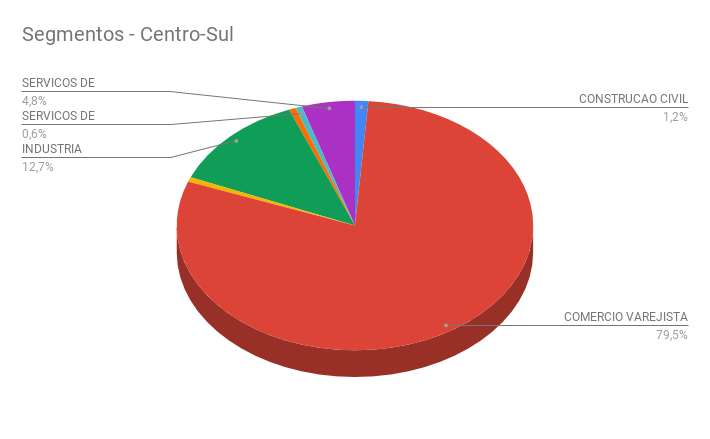 Segmentos - Centro-Sul
SERVICOS DE
4,8%
SERVICOS DE
0,6%
INDUSTRIA
12,7%
CONSTRUCAO CIVIL
1,2%
COMERCIO VAREJISTA
79,5%